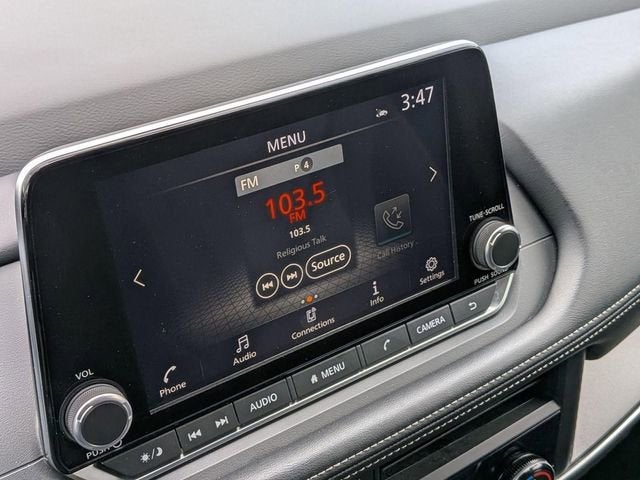 3:47
MENU
FM P 4
103.5
FM
103.5
Religious Talk
Source
Call History
Phone
Audio
Connections
Info
Settings
VOL
PUSH
TUNE-SCROLL
PUSH SOUND
AUDIO
MENU
CAMERA